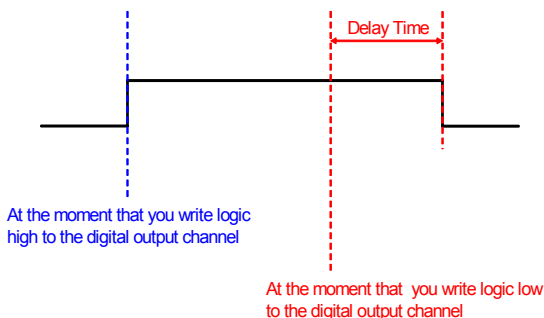 Delay Time
At the moment that you write logic
high to the digital output channel
At the moment that you write logic low
to the digital output channel